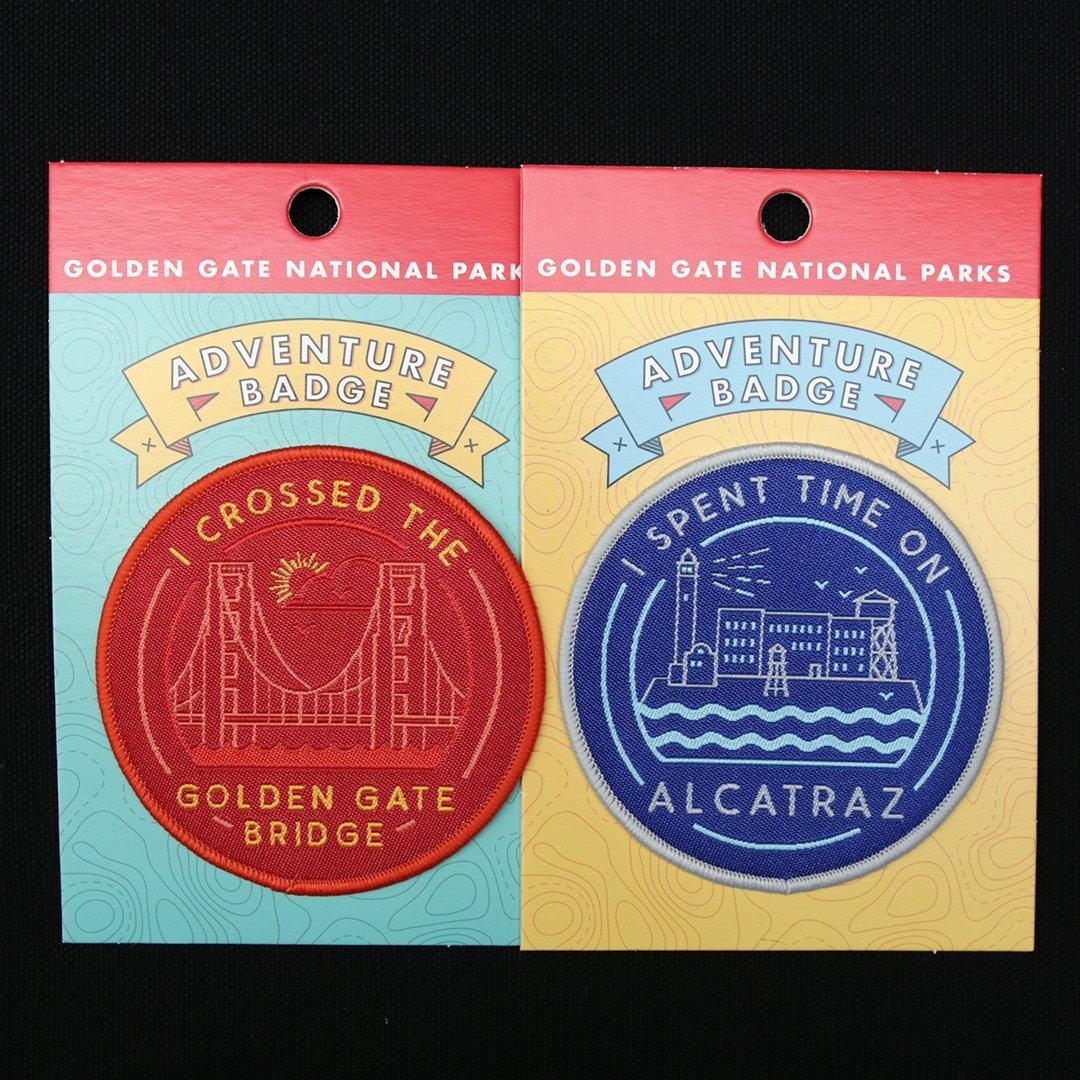 GOLDEN GATE NATIONAL PARK
ADVENTURE
BADGE
I CROSSED THE
GOLDEN GATE
BRIDGE
GOLDEN GATE NATIONAL PARKS
ADVENTURE
BADGE
I SPENT TIME ON
ALCATRAZ